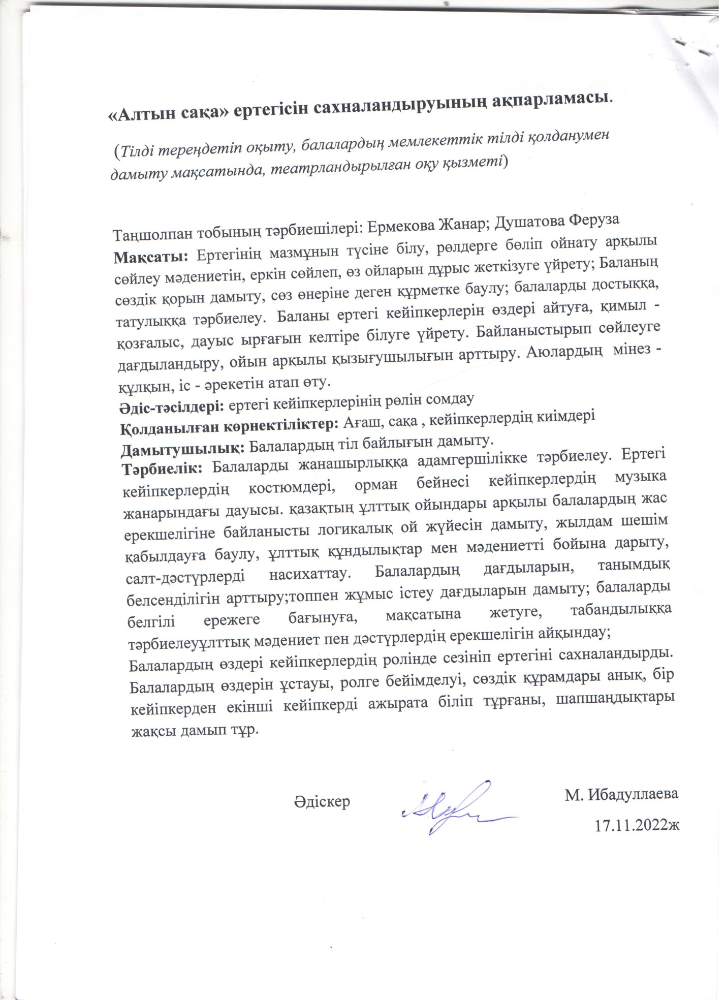 «Алтын сақа» ертегісін сахналандыруының ақпарламасы.
(Тілді тереңдетіп оқыту, балалардың мемлекеттік тілді қолданумен
дамыту мақсатында, театрландырылған оқу қызметі)
Таңшолпан тобының тәрбиешілері: Ермекова Жанар; Душатова Феруза
Мақсаты: Ертегінің мазмұнын түсіне білу, рөлдерге бөліп ойнату арқылы
сөйлеу мәдениетін, еркін сөйлеп, өз ойларын дұрыс жеткізуге үйрету; Баланың
сөздік қорын дамыту, сөз өнеріне деген құрметке баулу; балаларды достыққа,
татулыққа тәрбиелеу. Баланы ертегі кейіпкерлерін өздері айтуға, қимыл -
қозғалыс, дауыс ырғағын келтіре білуге үйрету. Байланыстырып сөйлеуге
дағдыландыру, ойын арқылы қызығушылығын арттыру. Аюлардың мінез -
құлқын, іс - әрекетін атап өту.
Әдіс-тәсілдері: ертегі кейіпкерлерінің рөлін сомдау
Қолданылған көрнектіліктер: Ағаш, сақа , кейіпкерлердің киімдері
Дамытушылық: Балалардың тіл байлығын дамыту.
Тәрбиелік: Балаларды жанашырлыққа адамгершілікке тәрбиелеу. Ертегі
кейіпкерлердің костюмдері, орман бейнесі кейіпкерлердің музыка
жанарындағы дауысы. қазақтың ұлттық ойындары арқылы балалардың жас
ерекшелігіне байланысты логикалық ой жүйесін дамыту, жылдам шешім
қабылдауға баулу, ұлттық құндылықтар мен мәдениетті бойына дарыту,
салт-дәстүрлерді насихаттау. Балалардың дағдыларын, танымдық
белсенділігін арттыру;топпен жұмыс істеу дағдыларын дамыту; балаларды
белгілі ережеге бағынуға, мақсатына жетуге, табандылыққа
тәрбиелеуұлттық мәдениет пен дәстүрлердің ерекшелігін айқындау;
Балалардың өздері кейіпкерлердің ролінде сезініп ертегіні сахналандырды.
Балалардың өздерін ұстауы, ролге бейімделуі, сөздік құрамдары анық, бір
кейіпкерден екінші кейіпкерді ажырата біліп тұрғаны, шапшаңдықтары
жақсы дамып тұр.
Әдіскер М. Ибадуллаева
17.11.2022ж